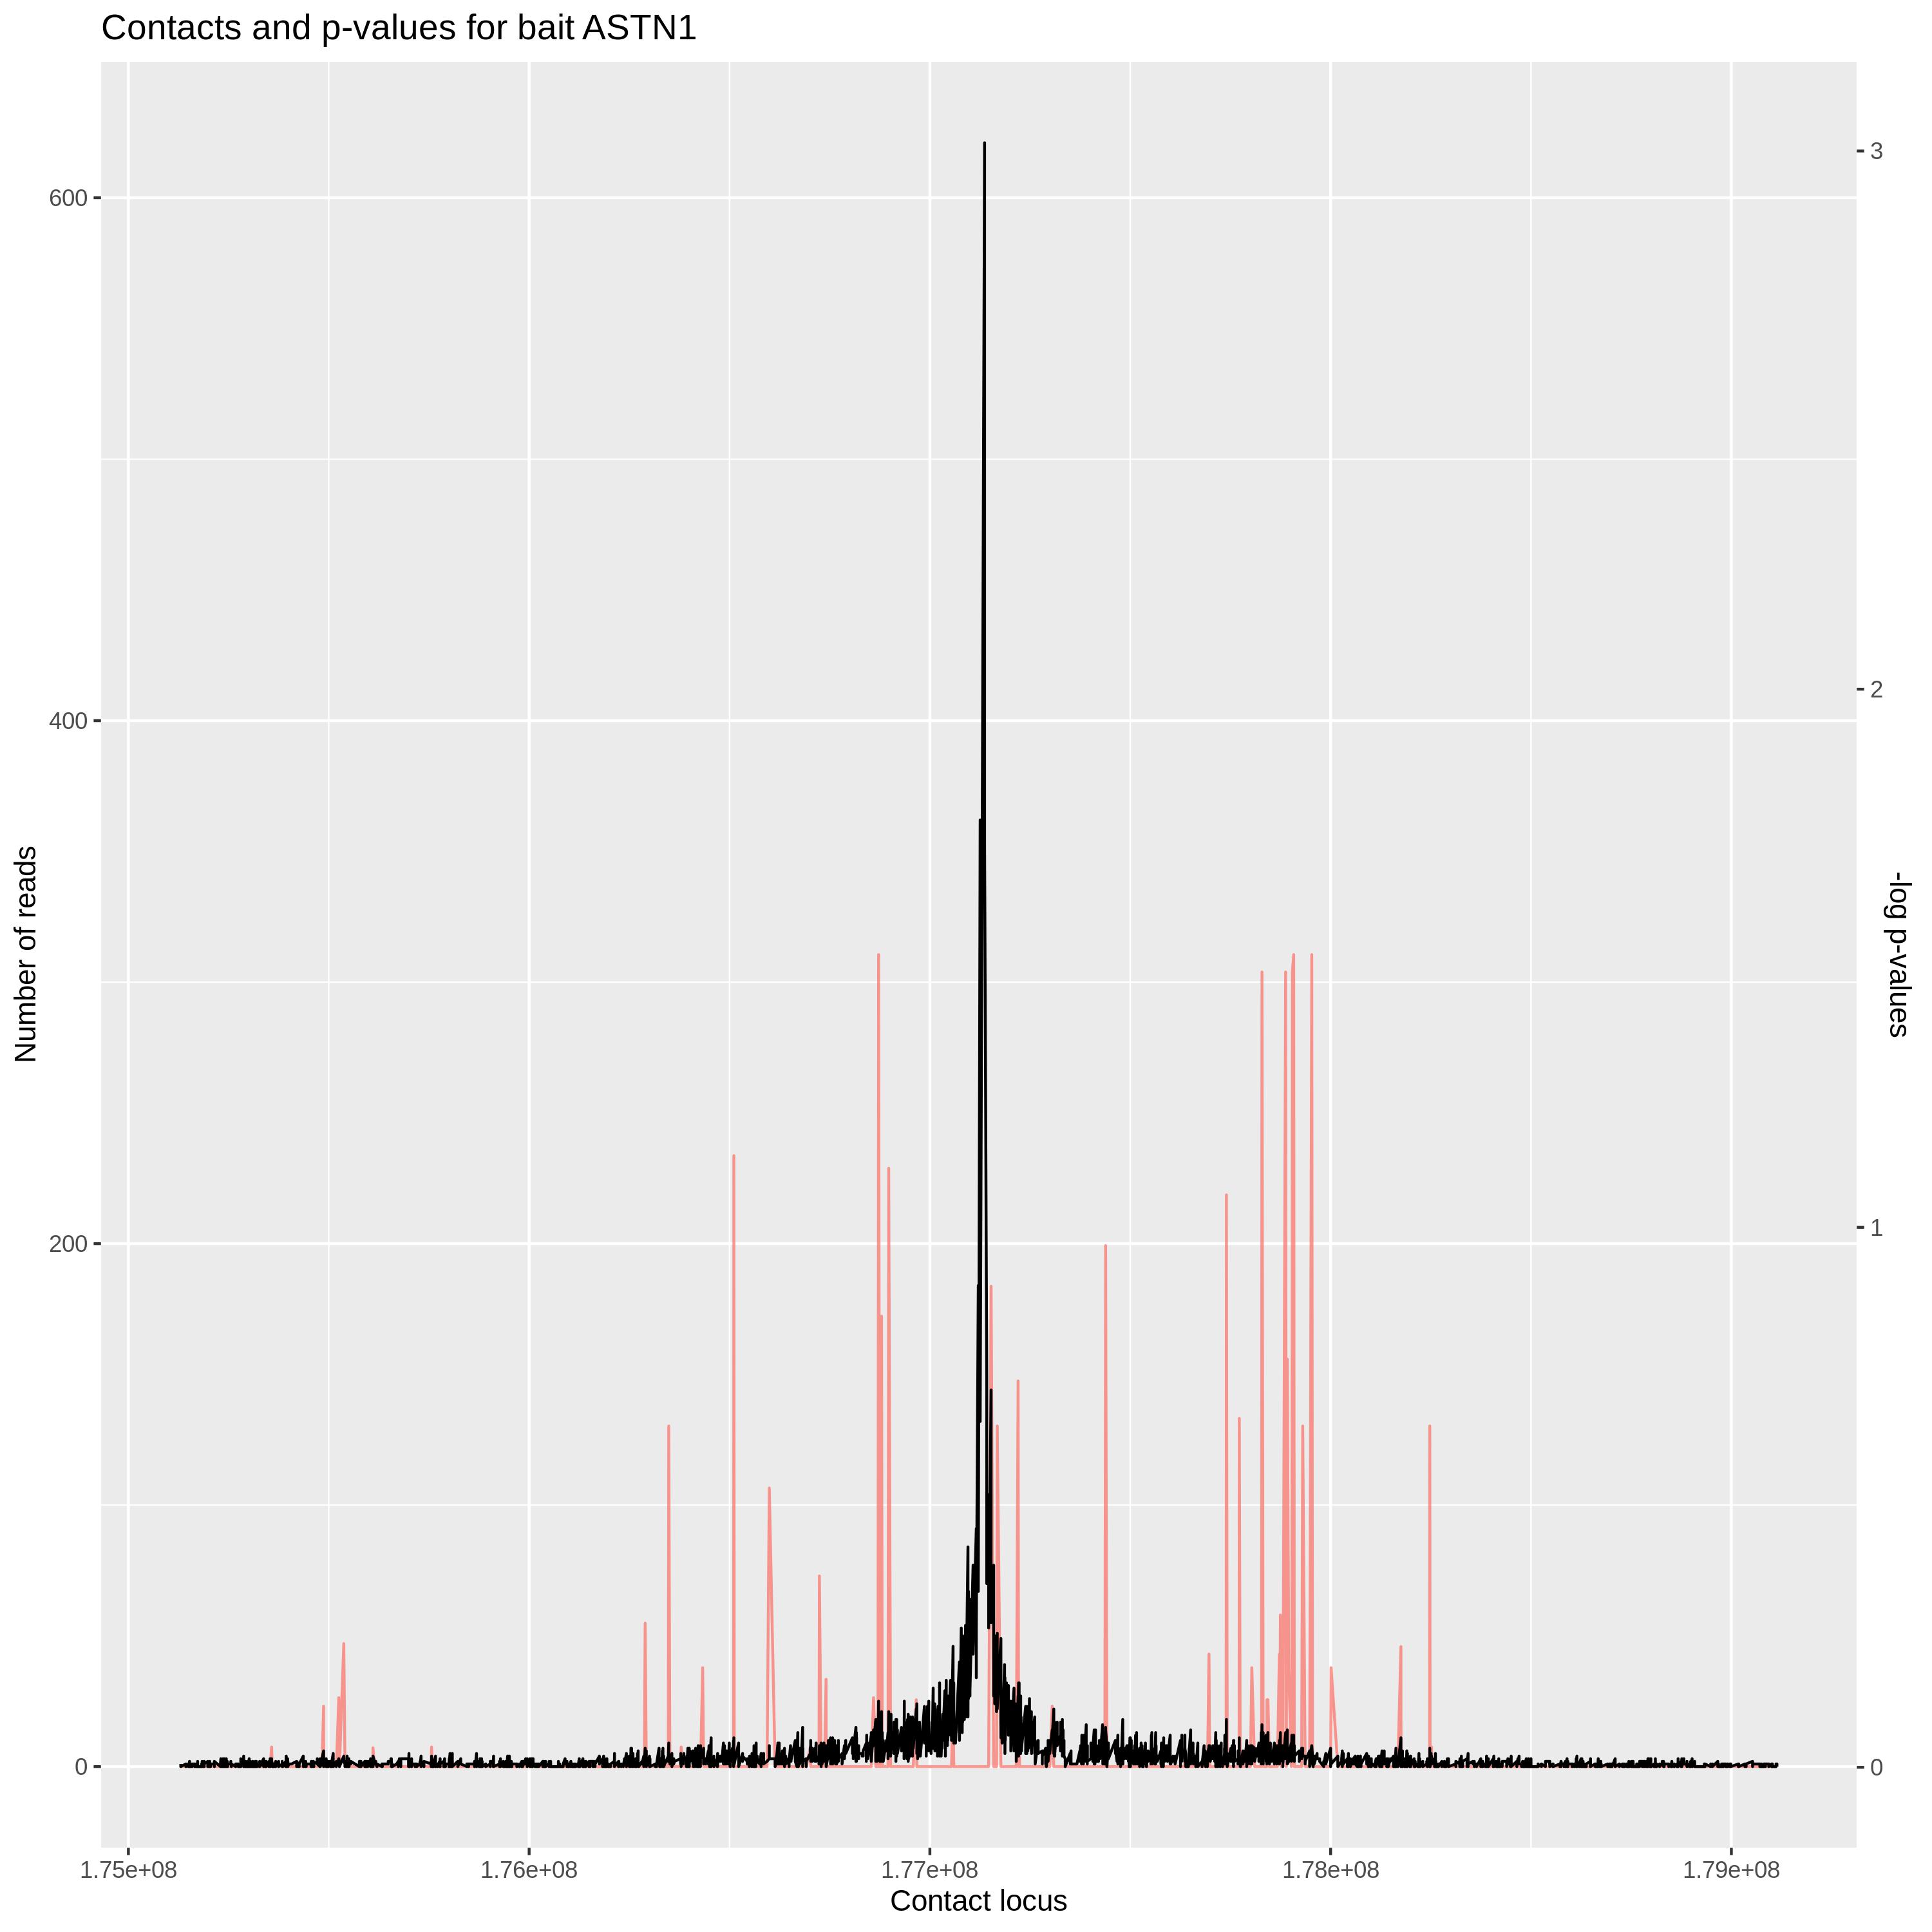 Contacts and p-values for bait ASTN1
600
400
200
0
Number of reads
3
2
1
0
-log p-values
1.75e+08
1.76e+08
1.77e+08
1.78e+08
1.79e+08
Contact locus